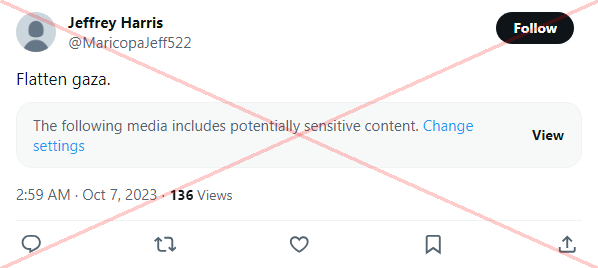 Jeffrey Harris
@MaricopaJeff522
Follow
Flatten gaza.
The following media includes potentially sensitive content. Change
settings
View
2:59 AM · Oct 7, 2023 · 136 Views